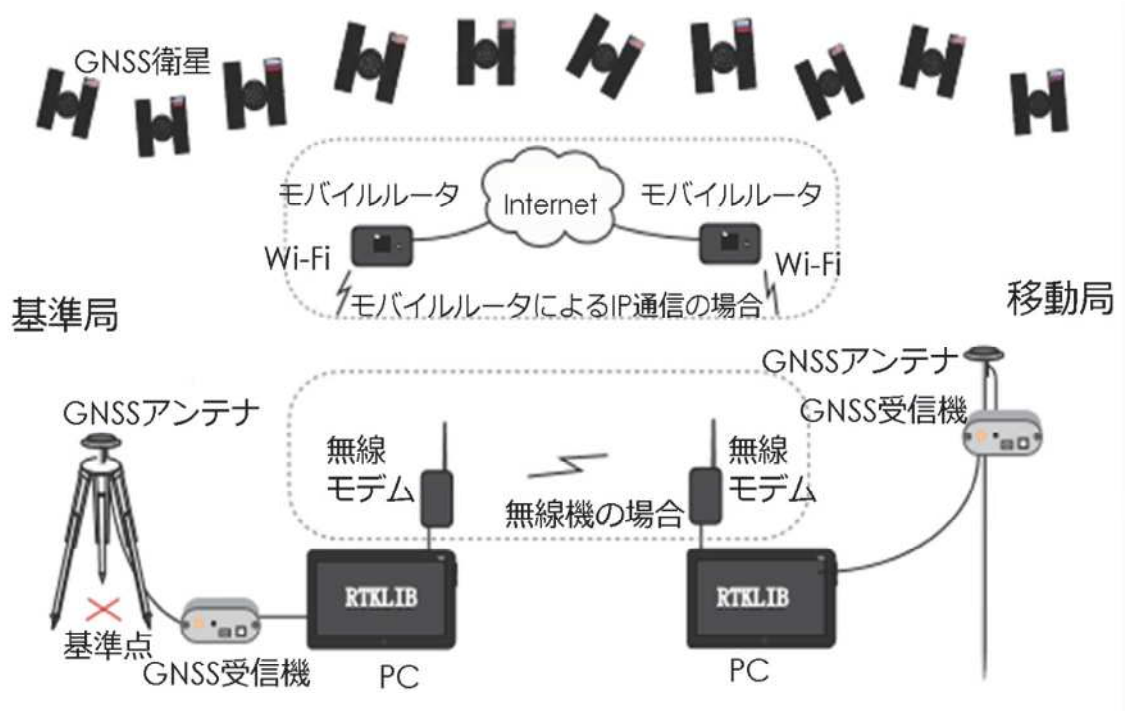 GNSS衛星
モバイルルータ
Internet
モバイルルータ
Wi-Fi
Wi-Fi
モバイルルータによるIP通信の場合
基準局
移動局
GNSSアンテナ
GNSS受信機
GNSSアンテナ
無線
モデム
無線
モデム
無線機の場合
RTKLIB
RTKLIB
基準点
GNSS受信機
PC
PC